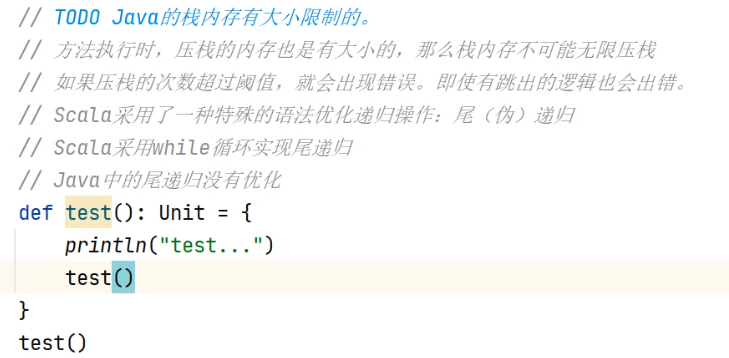 // TODO Java的栈内存有大小限制的。
// 方法执行时，压栈的内存也是有大小的，那么栈内存不可能无限压栈
// 如果压栈的次数超过阈值，就会出现错误。即使有跳出的逻辑也会出错。
// Scala采用了一种特殊的语法优化递归操作：尾（伪）递归
// Scala采用while循环实现尾递归
// Java中的尾递归没有优化
def test(): Unit = {
    println("test...")
    test()
}
test()